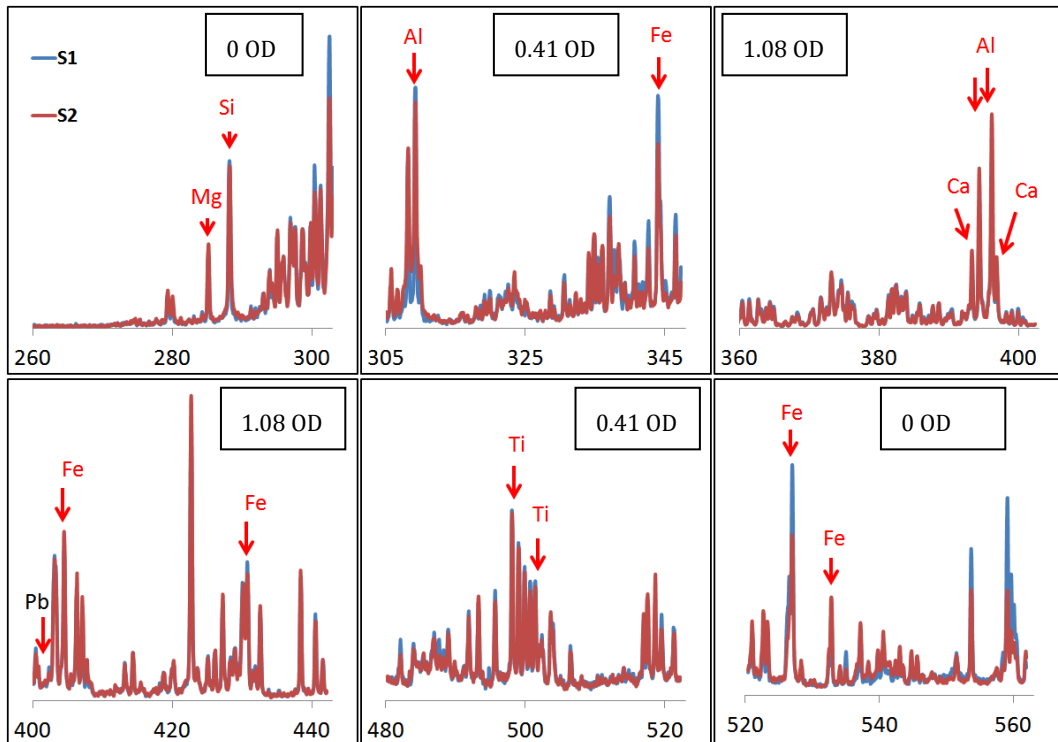 0 OD
S1
S2
Si
Mg
260 280 300
Al
0.41 OD
Fe
305 325 345
1.08 OD
Al
Ca
Ca
360 380 400
1.08 OD
Fe
Fe
Pb
400 420 440
0.41 OD
Ti
Ti
480 500 520
Fe
0 OD
Fe
520 540 560